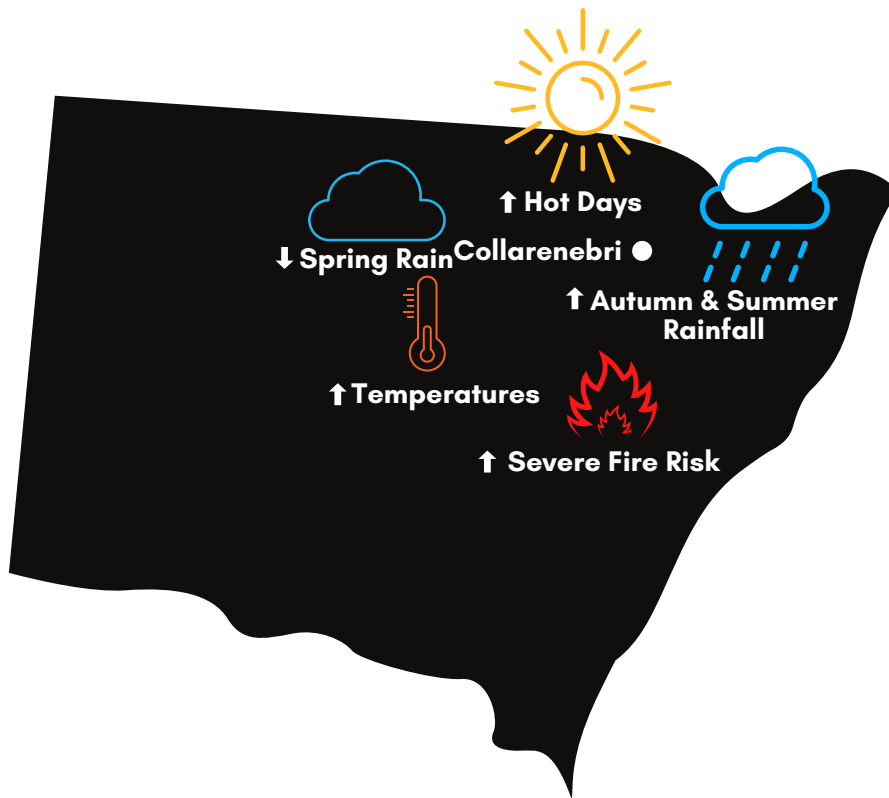 ⬆ Hot Days
Collarenebri
⬇ Spring Rain
⬆ Autumn & Summer
Rainfall
⬆ Temperatures
⬆ Severe Fire Risk